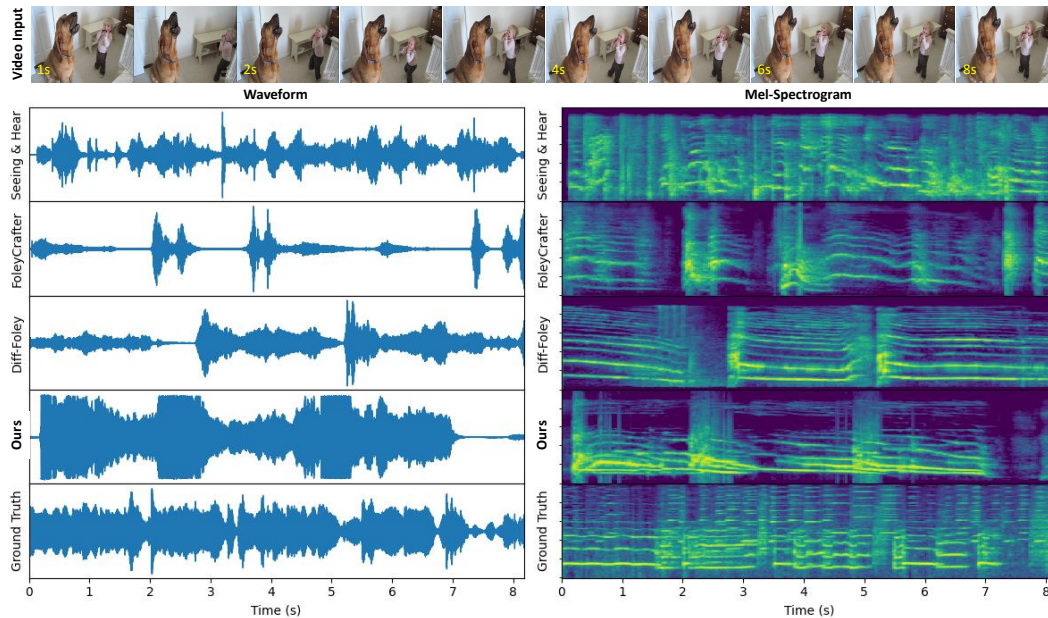 Video Input
1s
2s
4s
6s
8s
Waveform
Mel-Spectrogram
Seeing & Hear
Seeing & Hear
FoleyCrafter
FoleyCrafter
Diff-Foley
Diff-Foley
Ours
Ours
Ground Truth
Ground Truth
0 1 2 3 4 5 6 7 8
0 1 2 3 4 5 6 7 8
Time (s)
Time (s)